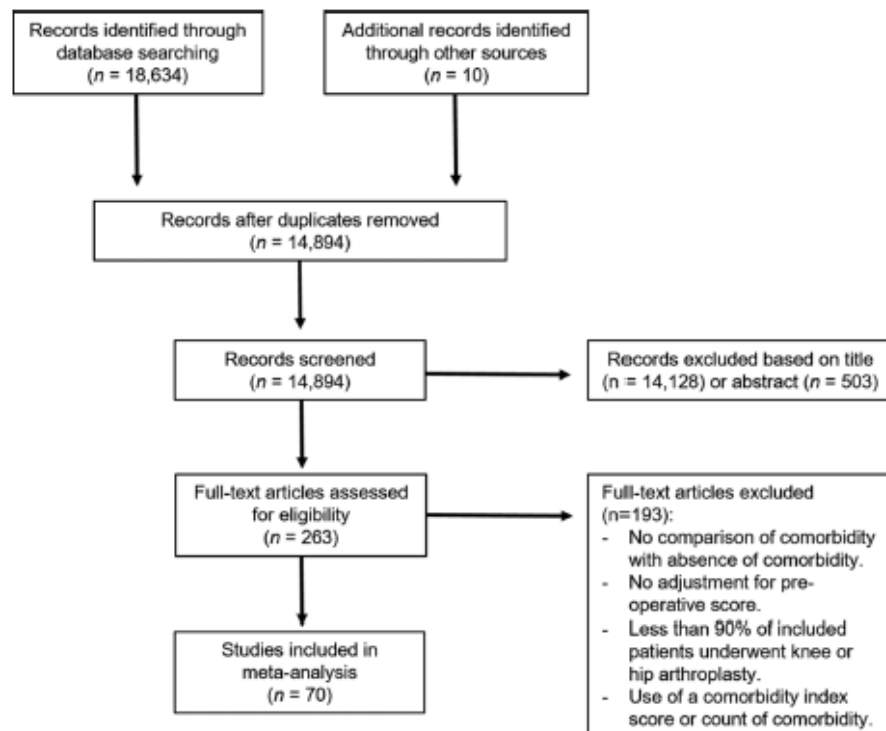 Records identified through
database searching
(n = 18,634)
Additional records identified
through other sources
(n = 10)
Records after duplicates removed
(n = 14,894)
Records screened
(n = 14,894)
Records excluded based on title
(n = 14,128) or abstract (n = 503)
Full-text articles assessed
for eligibility
(n = 263)
Full-text articles excluded
(n=193):
- No comparison of comorbidity
with absence of comorbidity.
- No adjustment for pre-
operative score.
- Less than 90% of included
patients underwent knee or
hip arthroplasty.
- Use of a comorbidity index
score or count of comorbidity.
Studies included in
meta-analysis
(n = 70)